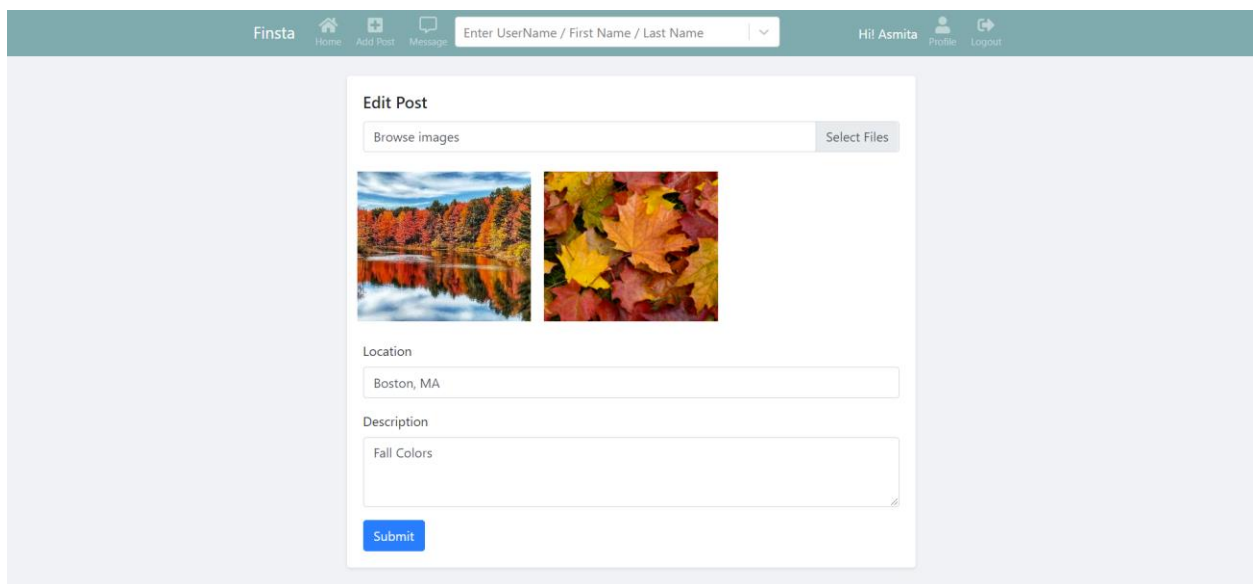 Finsta Home Add Post Message Enter UserName / First Name / Last Name Hi! Asmita Profile Logout
Edit Post
Browse images Select Files
Location
Boston, MA
Description
Fall Colors
Submit